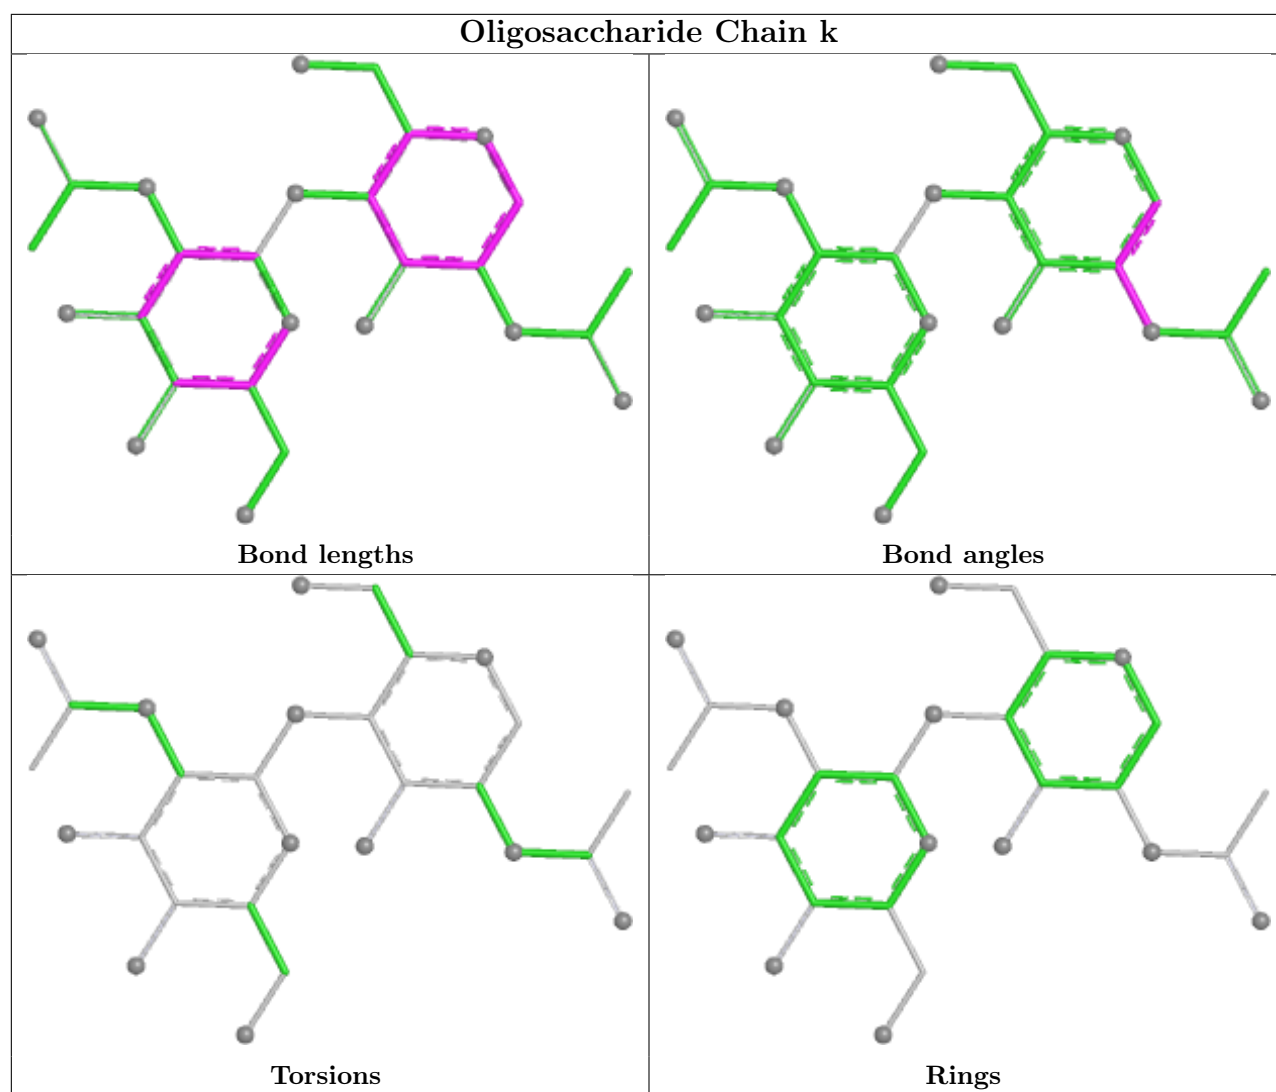 Oligosaccharide Chain k
Bond lengths
Bond angles
Torsions
Rings